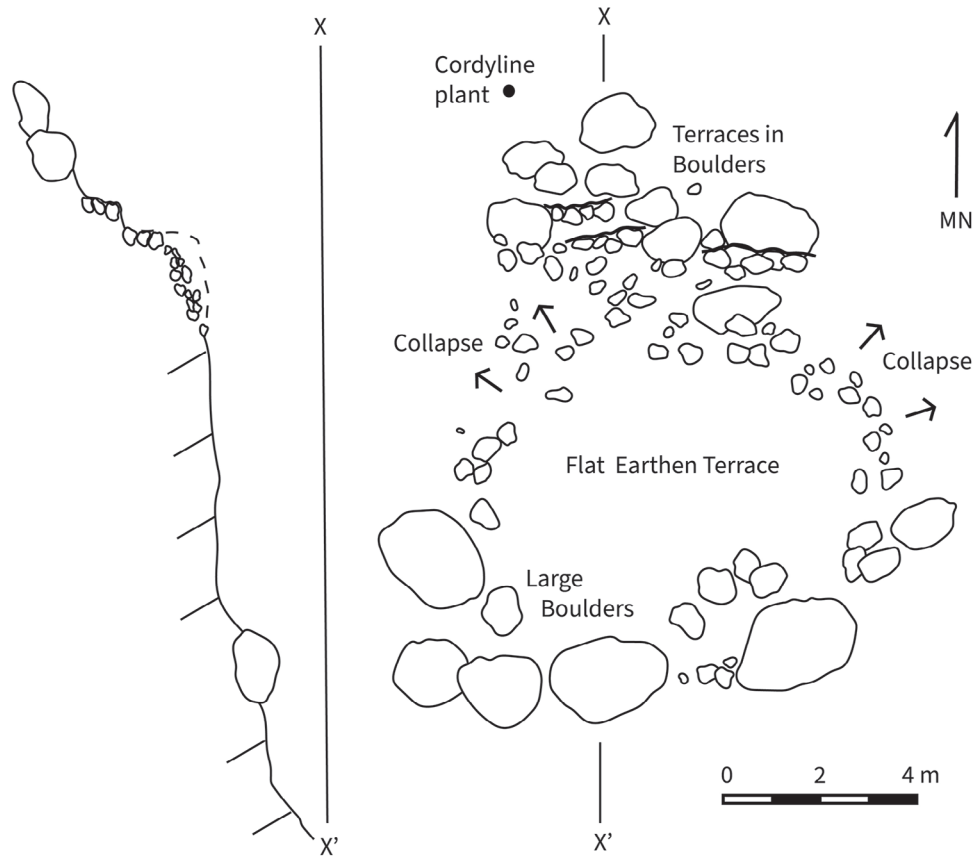 X
X
Cordyline
plant
Terraces in
Boulders
MN
Collapse
Collapse
Flat Earthen Terrace
Large
Boulders
0 2 4 m
X’
X’